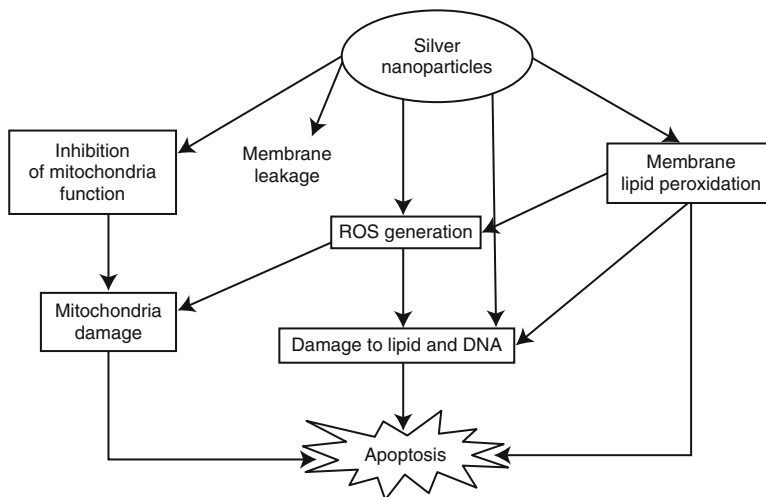 Silver
nanoparticles
Inhibition
of mitochondria
function
Membrane
leakage
Membrane
lipid peroxidation
ROS generation
Mitochondria
damage
Damage to lipid and DNA
Apoptosis